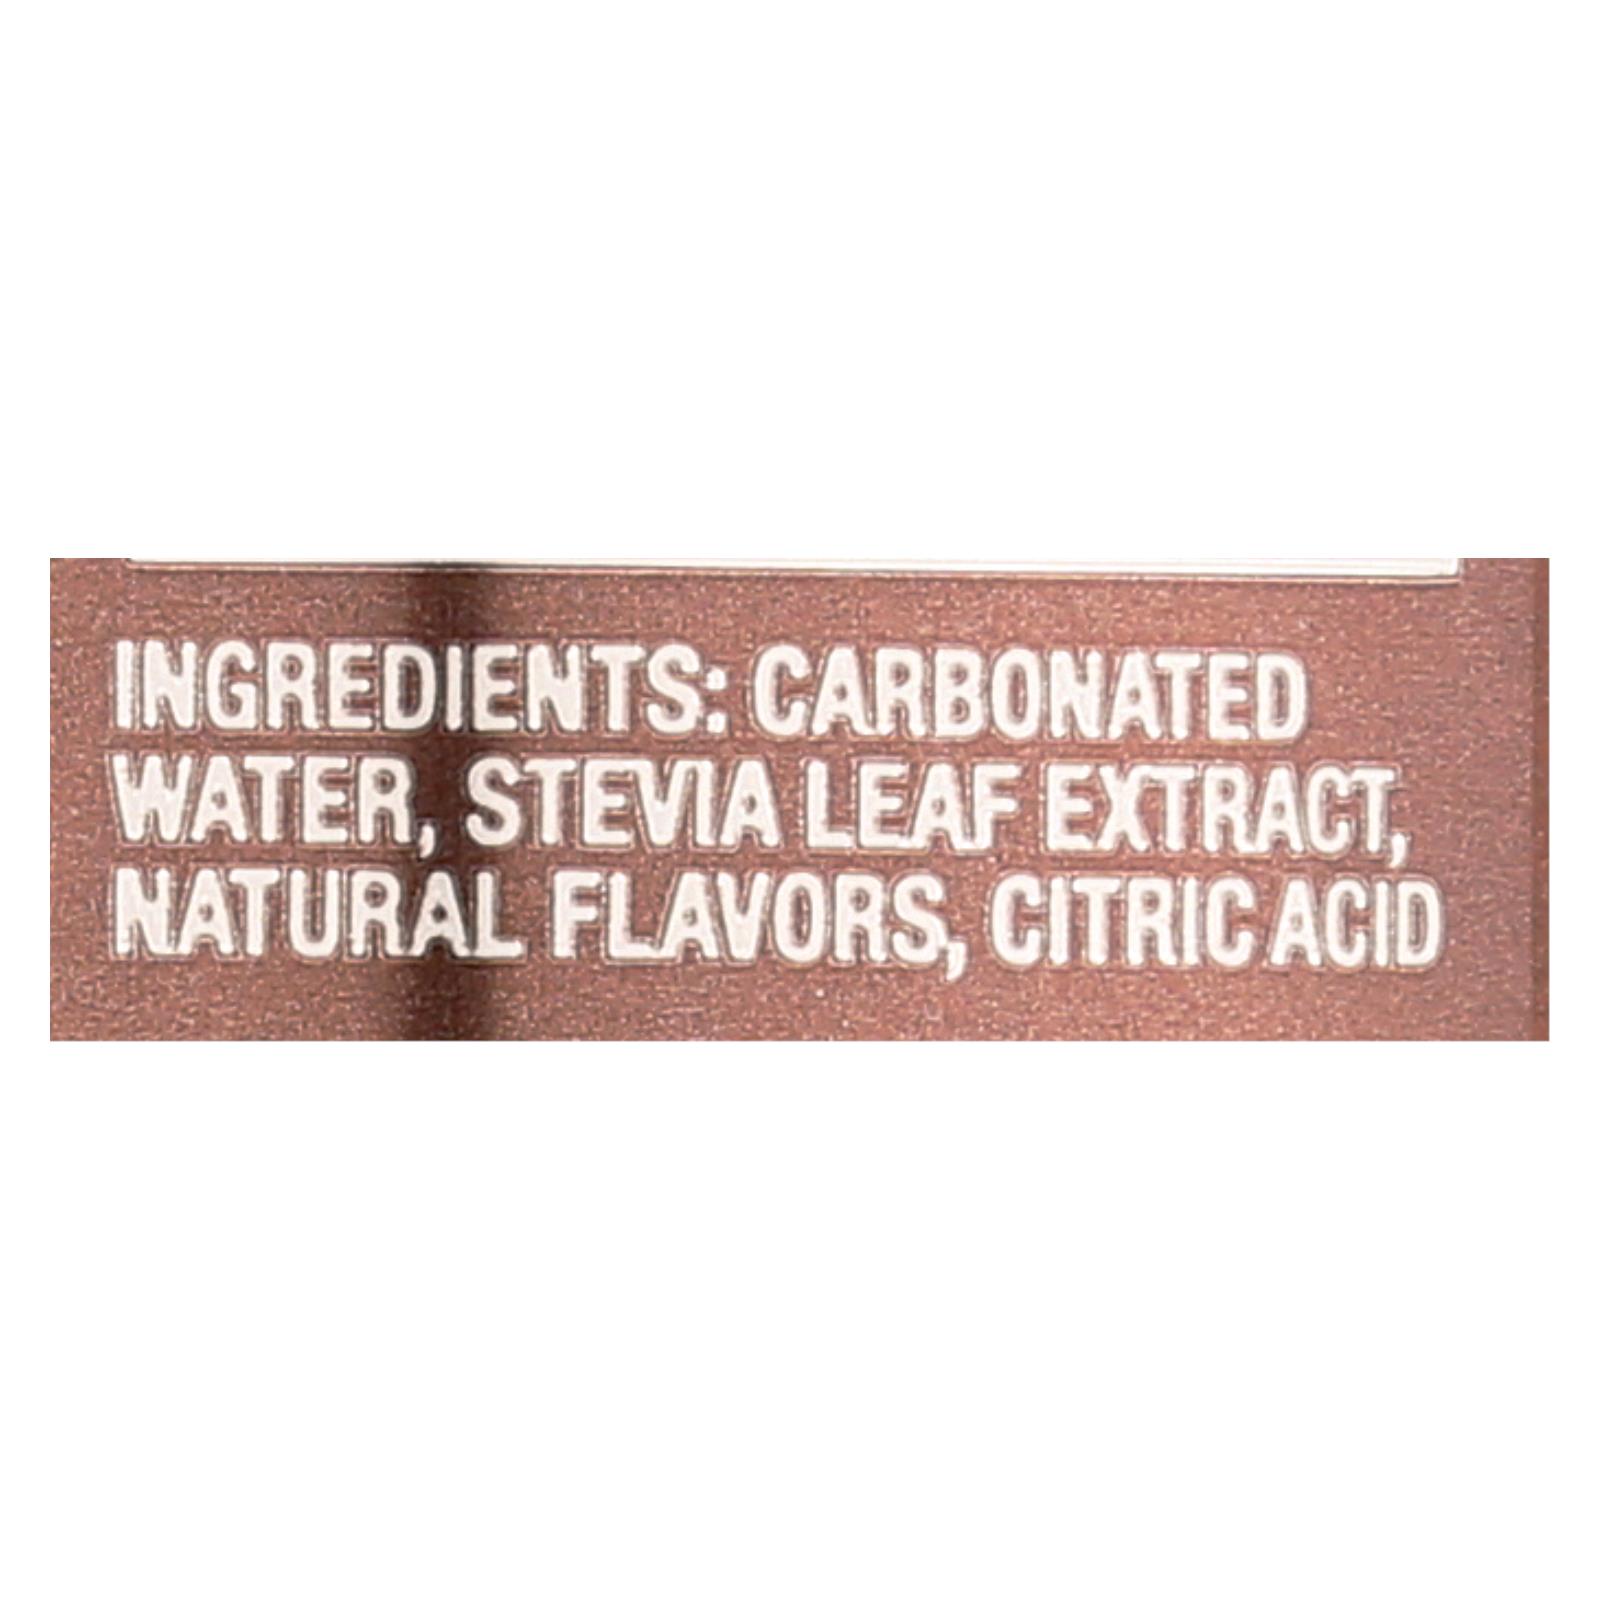 INGREDIENTS: CARBONATED
WATER, STEVIA LEAF EXTRACT,
NATURAL FLAVORS, CITRIC ACID